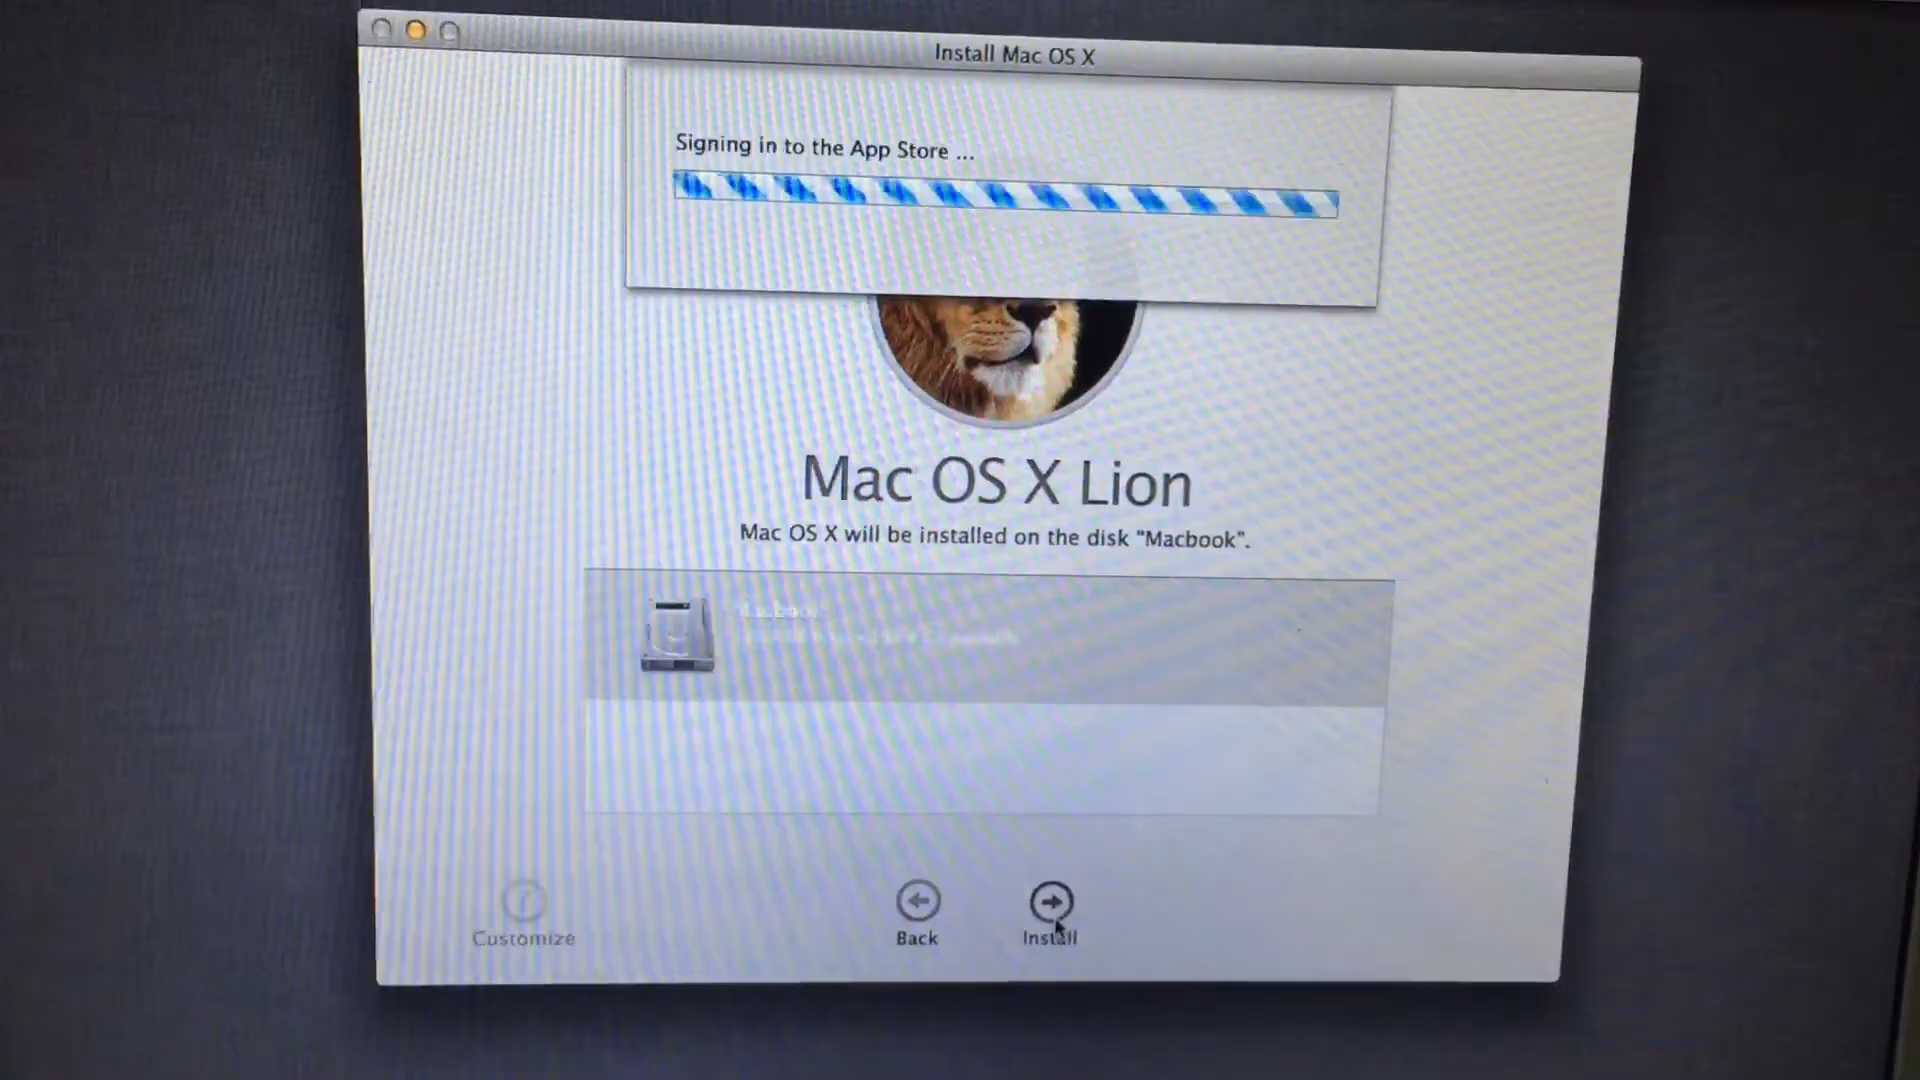 Install Mac OS X
Signing in to the App Store ...
Mac OS X Lion
Mac OS X will be installed on the disk "Macbook".
Macbook
Customize
Back
Install